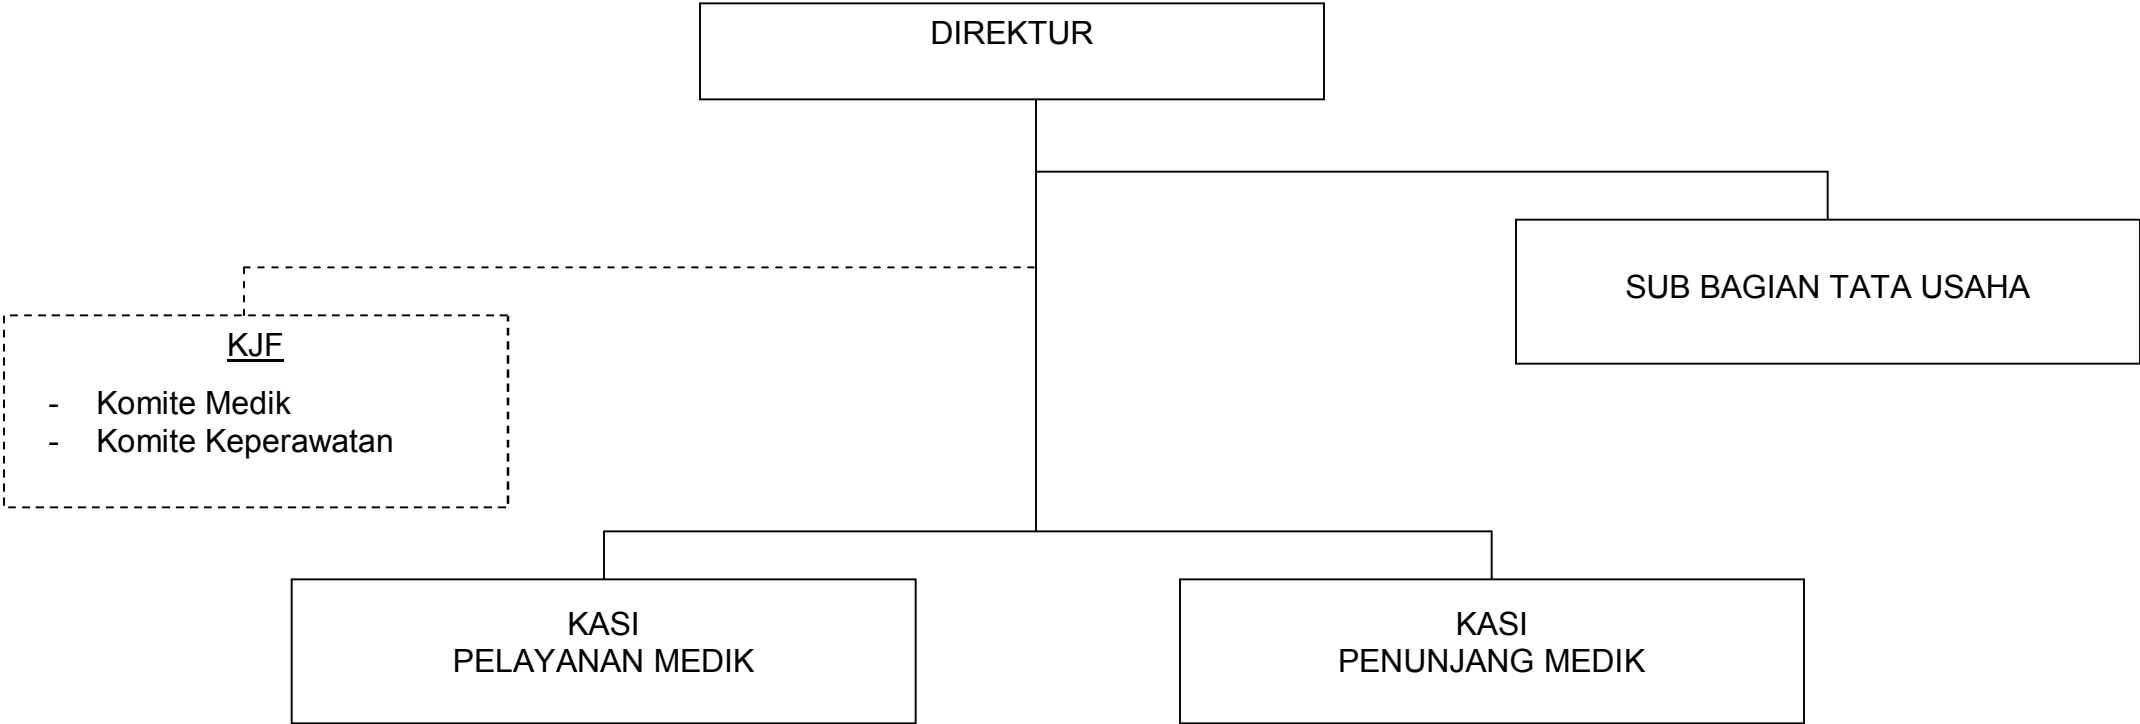 DIREKTUR
SUB BAGIAN TATA USAHA
KJF
- Komite Medik
- Komite Keperawatan
KASI
PELAYANAN MEDIK
KASI
PENUNJANG MEDIK